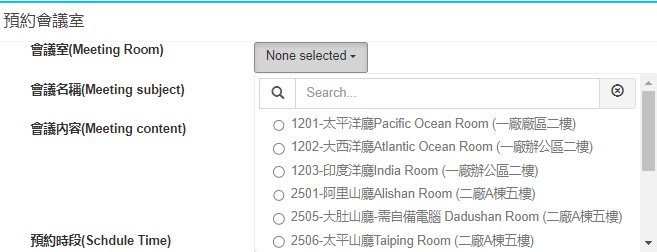 預約會議室
會議室(Meeting Room)
None selected
會議名稱(Meeting subject)
Search...
會議內容(Meeting content)
1201-太平洋廳Pacific Ocean Room (一廠廠區二樓)
1202-大西洋廳Atlantic Ocean Room (一廠辦公區二樓)
1203-印度洋廳India Room (一廠辦公區二樓)
2501-阿里山廳Alishan Room (二廠A棟五樓)
2505-大肚山廳-需自備電腦 Dadushan Room (二廠A棟五樓)
2506-太平山廳Taiping Room (二廠A棟五樓)
預約時段(Schdule Time)